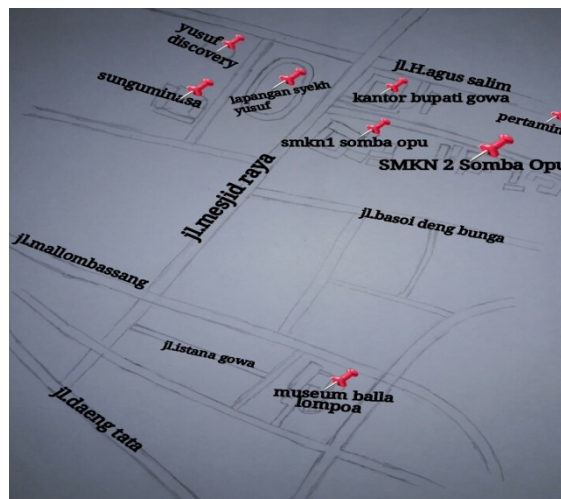 yusuf
discovery
sunguminasa
lapangan syekh
yusuf
jl.H.agus salim
kantor bupati gowa
pertamin
smkn1 somba opu
SMKN 2 Somba Opu
jl.mesjid raya
jl.basoi deng bunga
jl.mallombassang
jl.istana gowa
museum balla
lompoa
jl.daeng tata